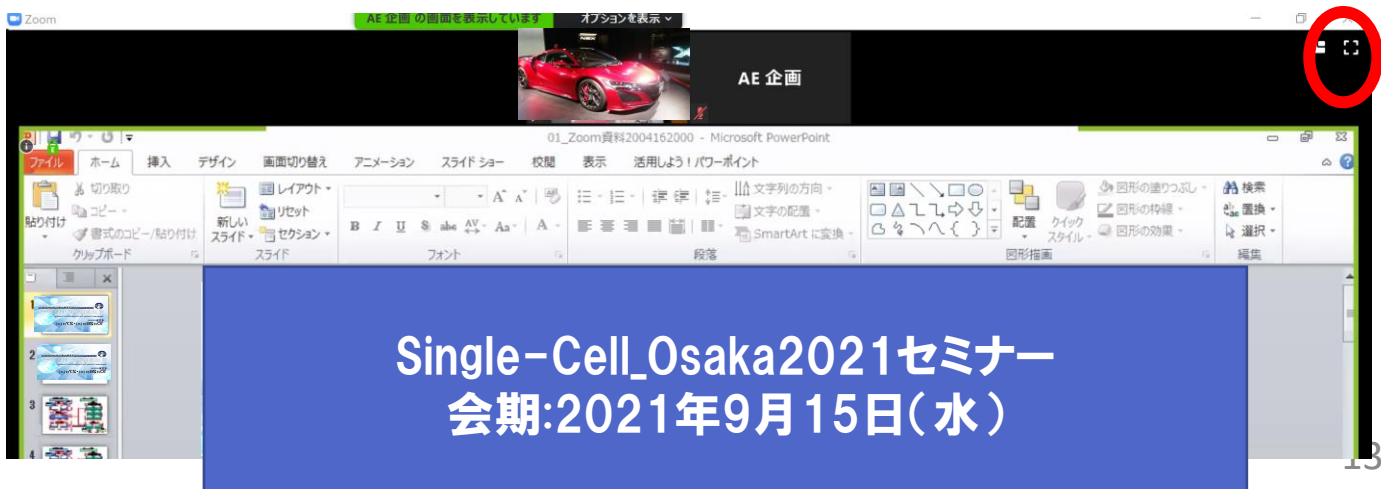 Zoom
AE 企画 の画面を表示しています
オプションを表示
AE 企画
01_Zoom資料2004162000 - Microsoft PowerPoint
ファイル ホーム 挿入 デザイン 画面切り替え アニメーション スライド ショー 校閲 表示 活用しよう！パワーポイント
貼り付け
切り取り
コピー
書式のコピー/貼り付け
クリップボード
新しい
スライド
レイアウト
リセット
セクション
スライド
B I U S abc AV Aa A
フォント
文字列の方向
文字の配置
SmartArt に変換
段落
配置
クイック
スタイル
図形の塗りつぶし
図形の枠線
図形の効果
図形描画
検索
置換
選択
編集
1
2
3
4
Single-Cell_Osaka2021セミナー
会期:2021年9月15日(水)
13